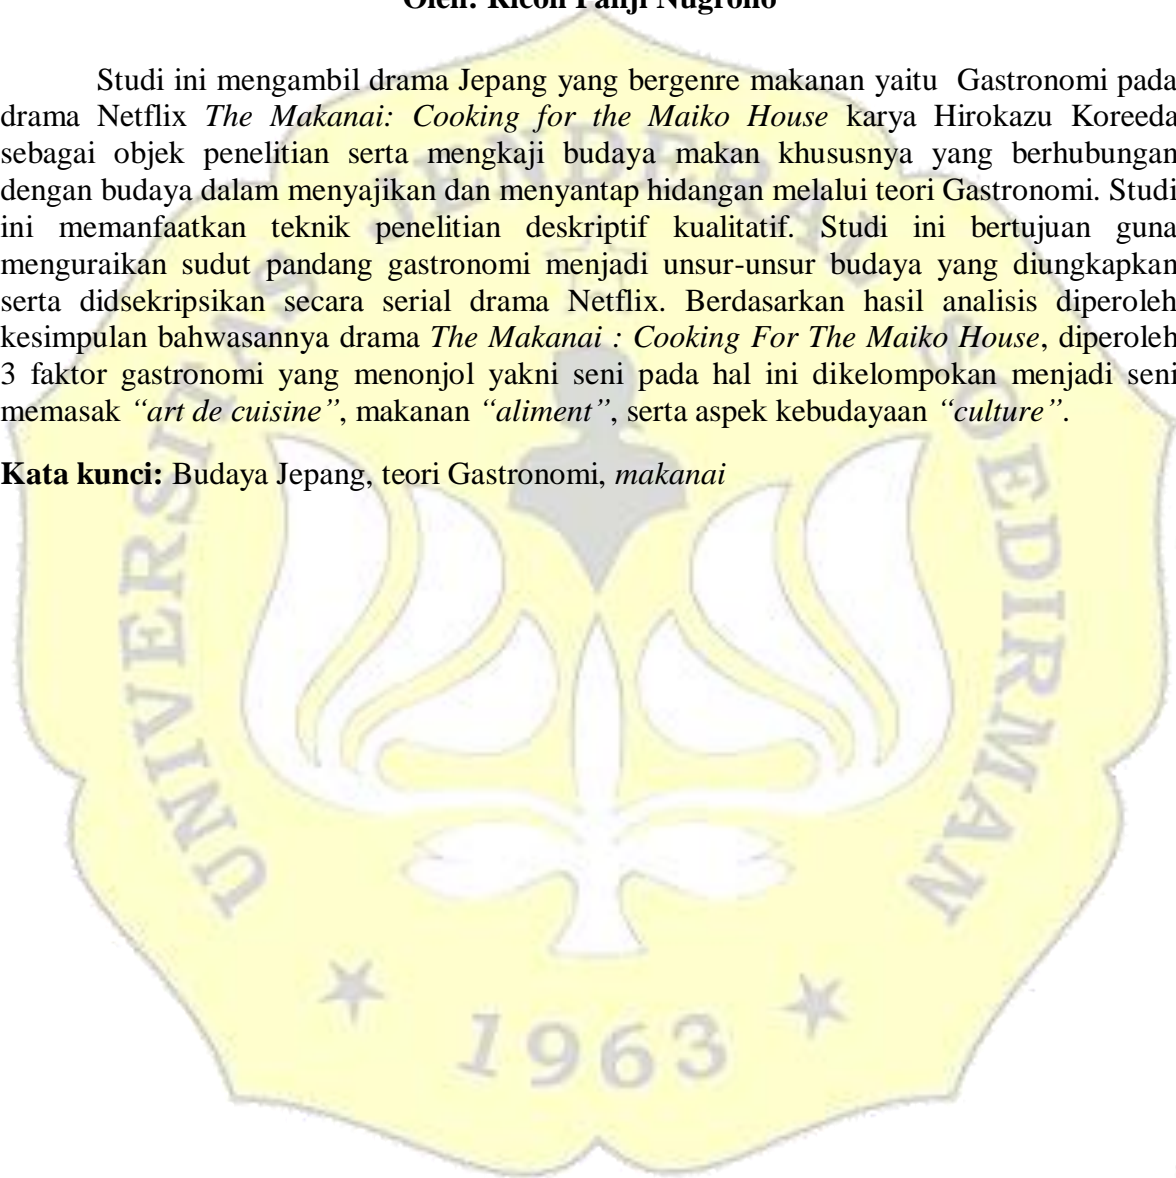 Oleh: Ricoh Panji Nugroho
Studi ini mengambil drama Jepang yang bergenre makanan yaitu Gastronomi pada
drama Netflix The Makanai: Cooking for the Maiko House karya Hirokazu Koreeda
sebagai objek penelitian serta mengkaji budaya makan khususnya yang berhubungan
dengan budaya dalam menyajikan dan menyantap hidangan melalui teori Gastronomi. Studi
ini memanfaatkan teknik penelitian deskriptif kualitatif. Studi ini bertujuan guna
menguraikan sudut pandang gastronomi menjadi unsur-unsur budaya yang diungkapkan
serta didsekripsikan secara serial drama Netflix. Berdasarkan hasil analisis diperoleh
kesimpulan bahwasannya drama The Makanai : Cooking For The Maiko House, diperoleh
3 faktor gastronomi yang menonjol yakni seni pada hal ini dikelompokan menjadi seni
memasak “art de cuisine”, makanan “aliment”, serta aspek kebudayaan “culture”.
Kata kunci: Budaya Jepang, teori Gastronomi, makanai
UNIVERSITAS JENDERAL SOEDIRMAN
1963